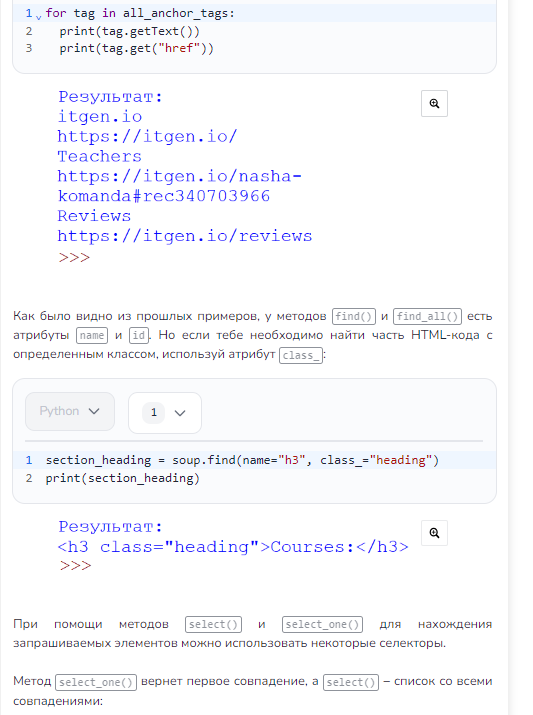 1 for tag in all_anchor_tags:
2 print(tag.getText())
3 print(tag.get("href"))
Результат:
itgen.io
https://itgen.io/
Teachers
https://itgen.io/nasha-
komanda#rec340703966
Reviews
https://itgen.io/reviews
>>>
Как было видно из прошлых примеров, у методов find() и find_all() есть
атрибуты name и id. Но если тебе необходимо найти часть HTML-кода с
определенным классом, используй атрибут class_:
Python 1
1 section_heading = soup.find(name="h3", class_="heading")
2 print(section_heading)
Результат:
<h3 class="heading">Courses:</h3>
>>>
При помощи методов select() и select_one() для нахождения
запрашиваемых элементов можно использовать некоторые селекторы.
Метод select_one() вернет первое совпадение, а select() – список со всеми
совпадениями: